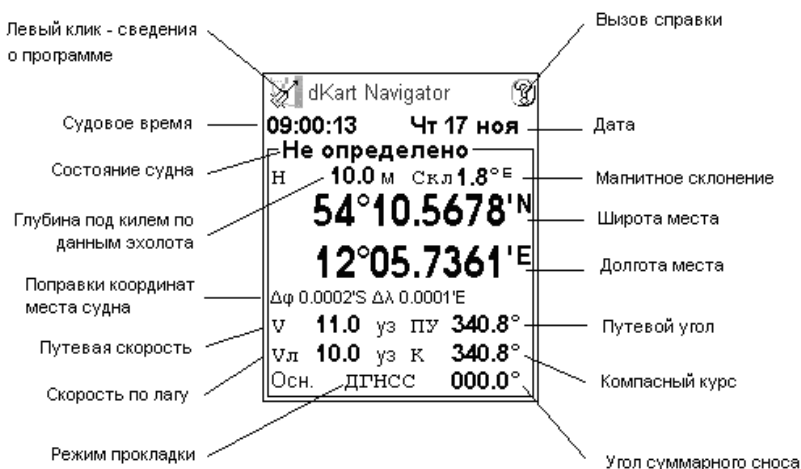 Левый клик - сведения
о программе
Вызов справки
dKart Navigator
Судовое время
09:00:13 Чт 17 ноя
Дата
Состояние судна
Не определено
H 10.0 м Скл 1.8° E
Магнитное склонение
54°10.5678'N
Широта места
Глубина под килем по
данным эхолота
12°05.7361'E
Долгота места
Поправки координат
места судна
Δφ 0.0002'S Δλ 0.0001'E
Путевая скорость
V 11.0 уз ПУ 340.8°
Путевой угол
Vл 10.0 уз К 340.8°
Компасный курс
Скорость по лагу
Осн. ДГНСС 000.0°
Режим прокладки
Угол суммарного сноса